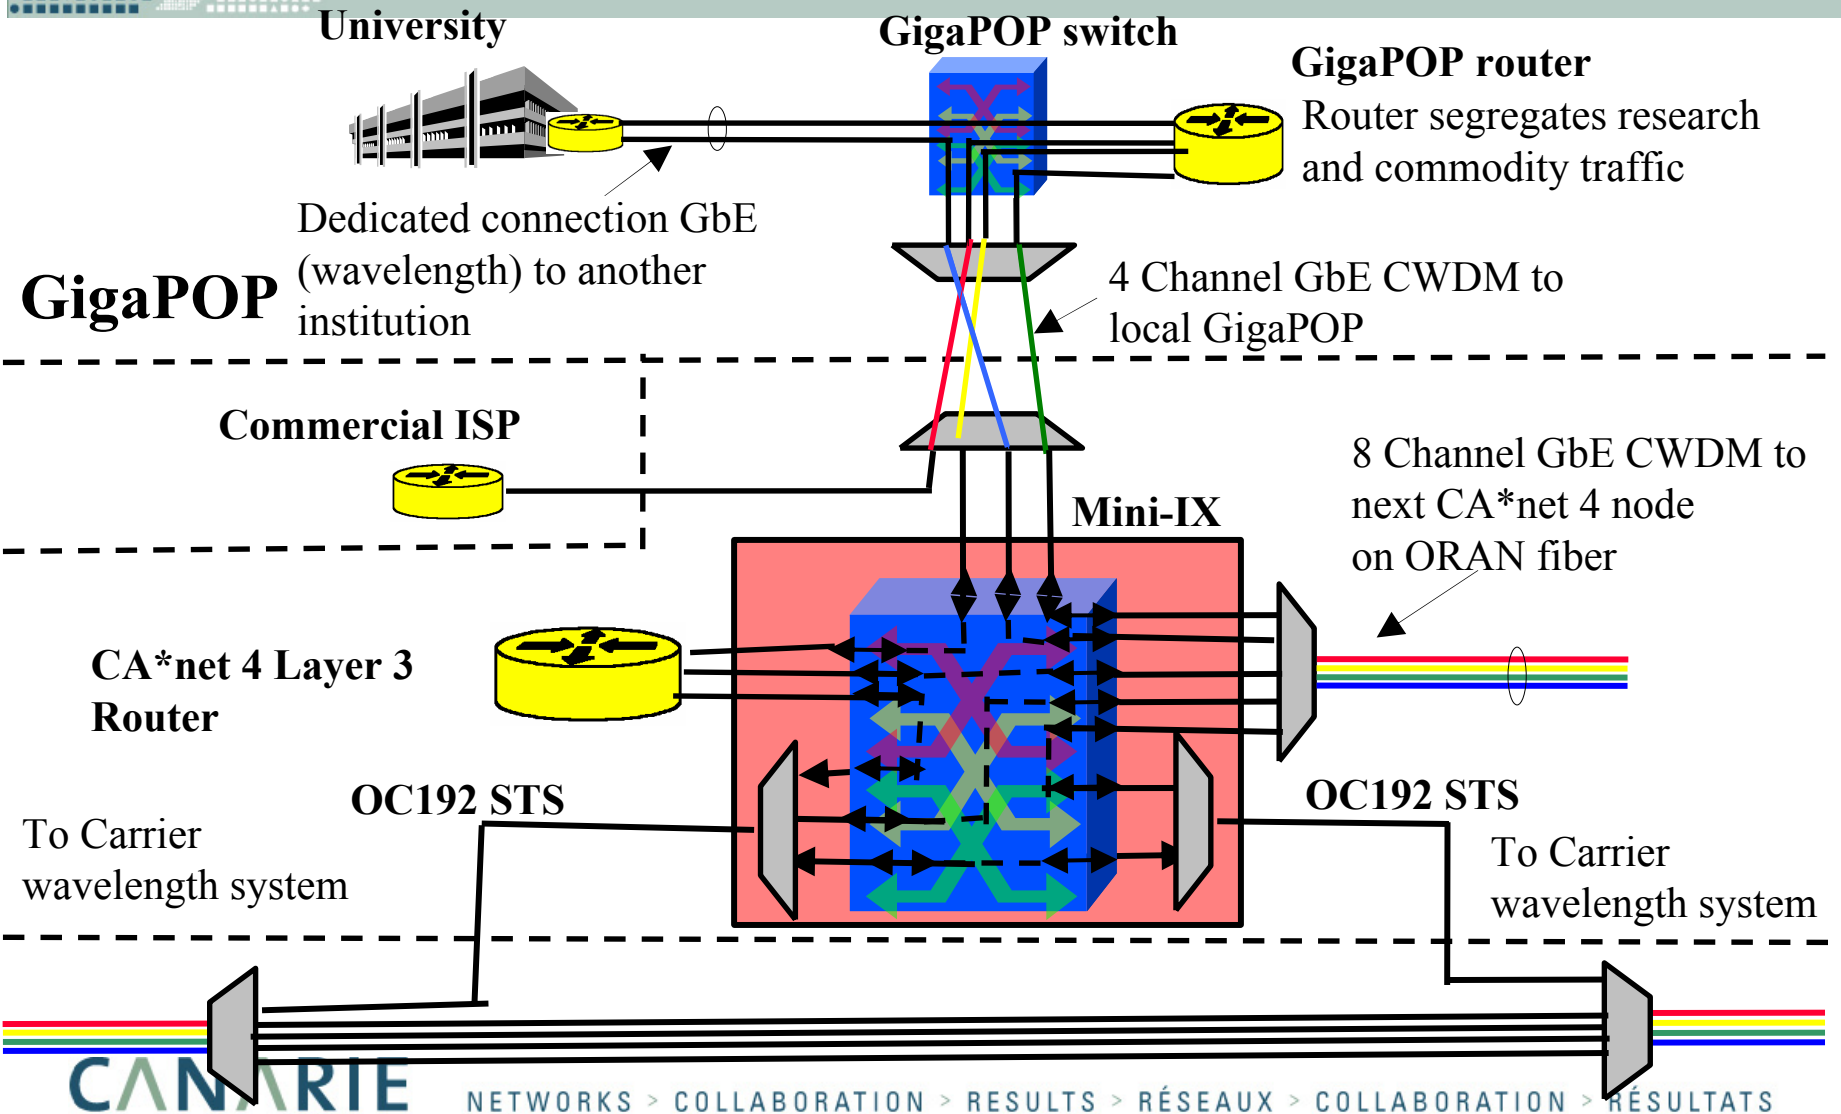 University
GigaPOP switch
GigaPOP router
Router segregates research
and commodity traffic
Dedicated connection GbE
(wavelength) to another
institution
GigaPOP
4 Channel GbE CWDM to
local GigaPOP
Commercial ISP
8 Channel GbE CWDM to
next CA*net 4 node
on ORAN fiber
Mini-IX
CA*net 4 Layer 3
Router
OC192 STS
OC192 STS
To Carrier
wavelength system
To Carrier
wavelength system
CANARIE
NETWORKS > COLLABORATION > RESULTS > RÉSEAUX > COLLABORATION > RÉSULTATS